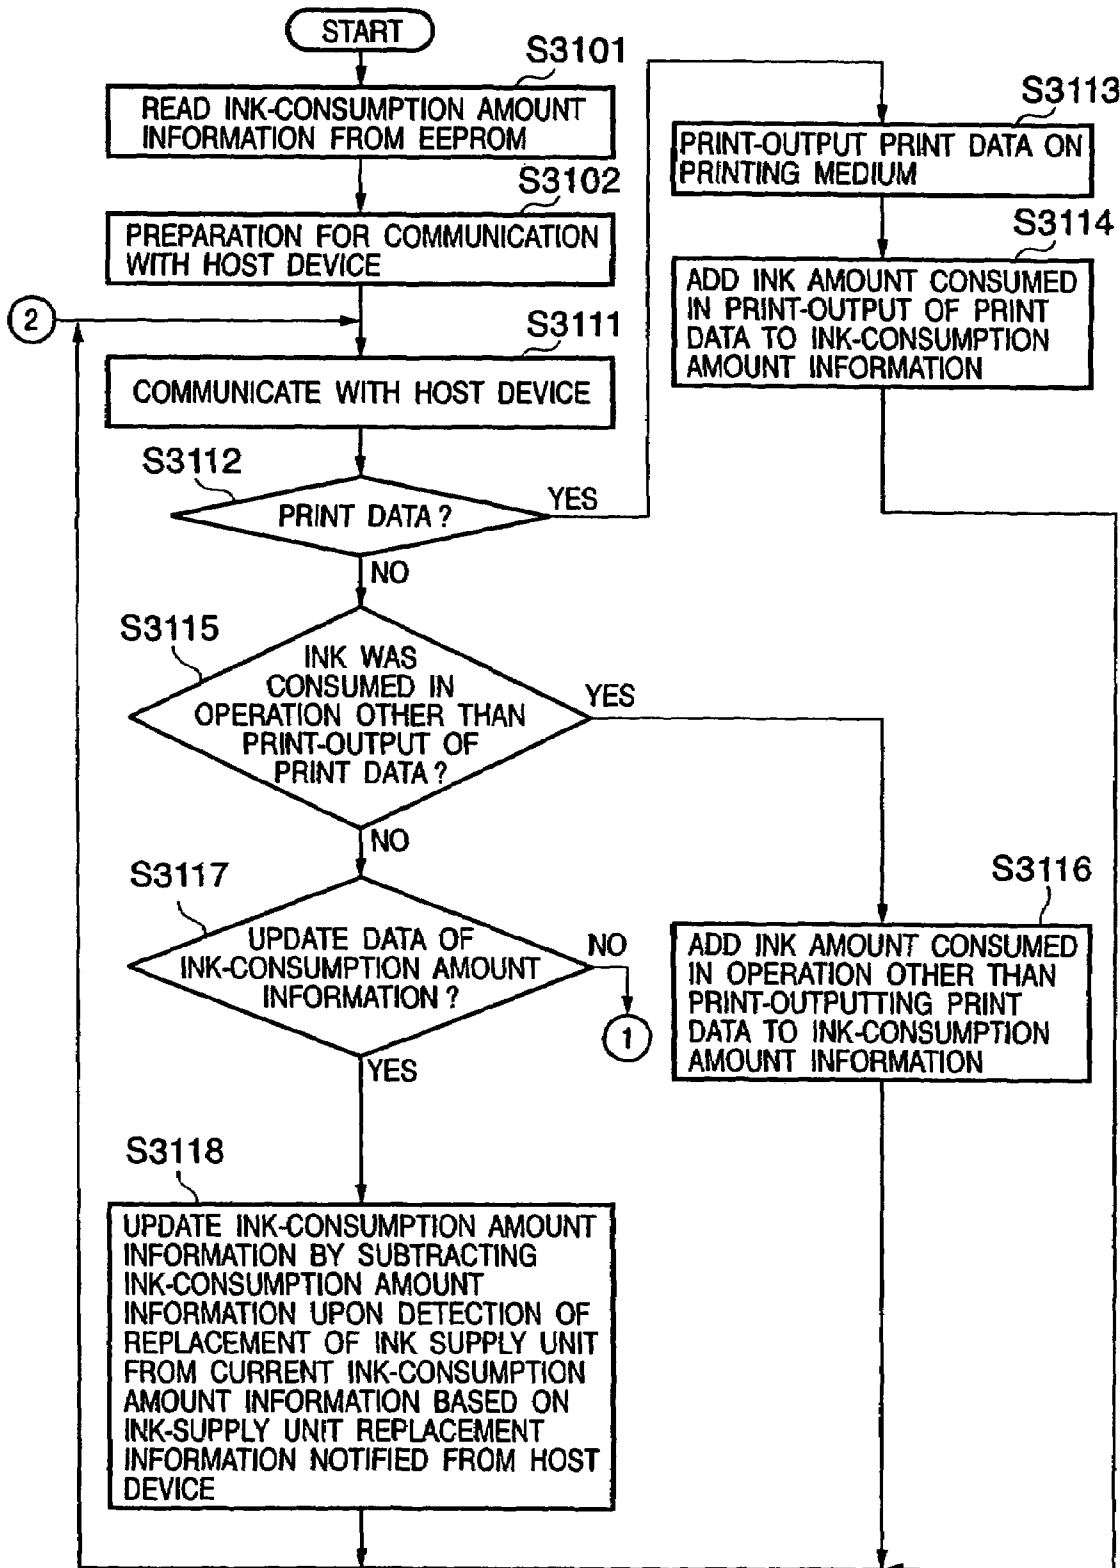 START
S3101
READ INK-CONSUMPTION AMOUNT
INFORMATION FROM EEPROM
S3102
PREPARATION FOR COMMUNICATION
WITH HOST DEVICE
2
S3111
COMMUNICATE WITH HOST DEVICE
S3112
PRINT DATA?
YES
NO
S3113
PRINT-OUTPUT PRINT DATA ON
PRINTING MEDIUM
S3114
ADD INK AMOUNT CONSUMED
IN PRINT-OUTPUT OF PRINT
DATA TO INK-CONSUMPTION
AMOUNT INFORMATION
S3115
INK WAS
CONSUMED IN
OPERATION OTHER THAN
PRINT-OUTPUT OF
PRINT DATA?
YES
NO
S3116
ADD INK AMOUNT CONSUMED
IN OPERATION OTHER THAN
PRINT-OUTPUTTING PRINT
DATA TO INK-CONSUMPTION
AMOUNT INFORMATION
S3117
UPDATE DATA OF
INK-CONSUMPTION AMOUNT
INFORMATION?
NO
1
YES
S3118
UPDATE INK-CONSUMPTION AMOUNT
INFORMATION BY SUBTRACTING
INK-CONSUMPTION AMOUNT
INFORMATION UPON DETECTION OF
REPLACEMENT OF INK SUPPLY UNIT
FROM CURRENT INK-CONSUMPTION
AMOUNT INFORMATION BASED ON
INK-SUPPLY UNIT REPLACEMENT
INFORMATION NOTIFIED FROM HOST
DEVICE